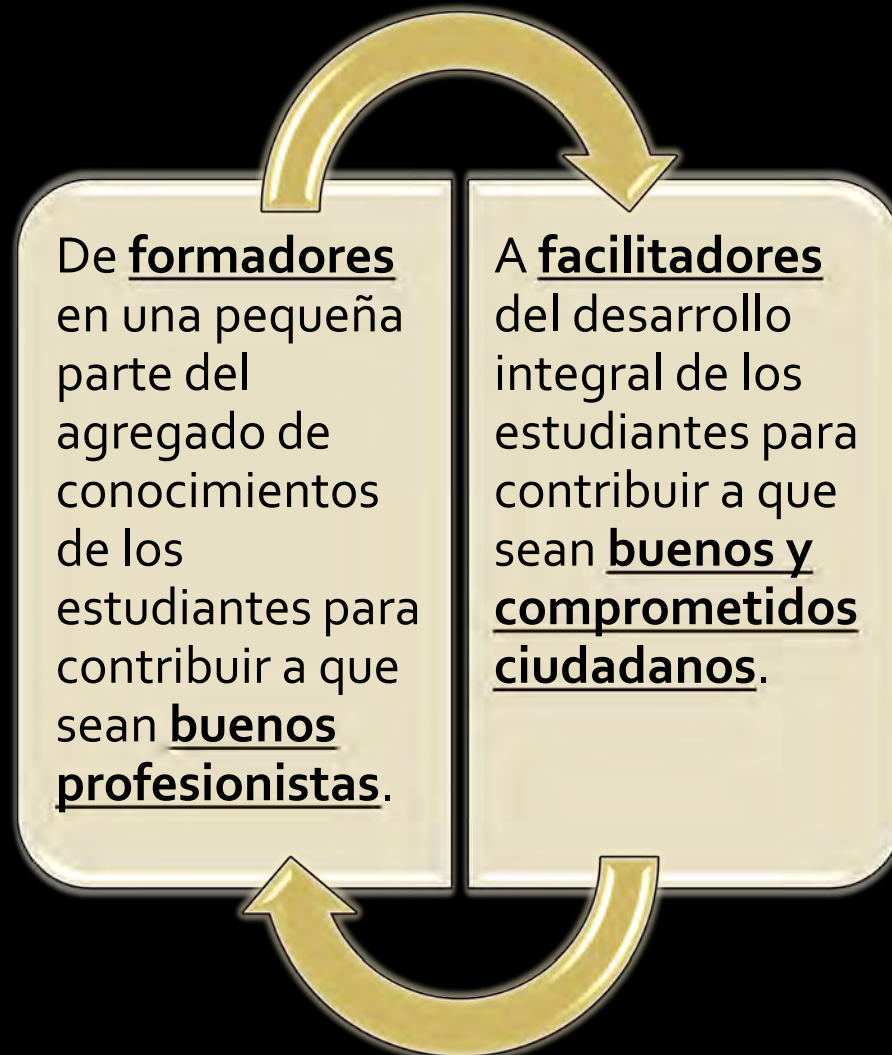 De formadores
en una pequeña
parte del
agregado de
conocimientos
de los
estudiantes para
contribuir a que
sean buenos
profesionistas.
A facilitadores
del desarrollo
integral de los
estudiantes para
contribuir a que
sean buenos y
comprometidos
ciudadanos.